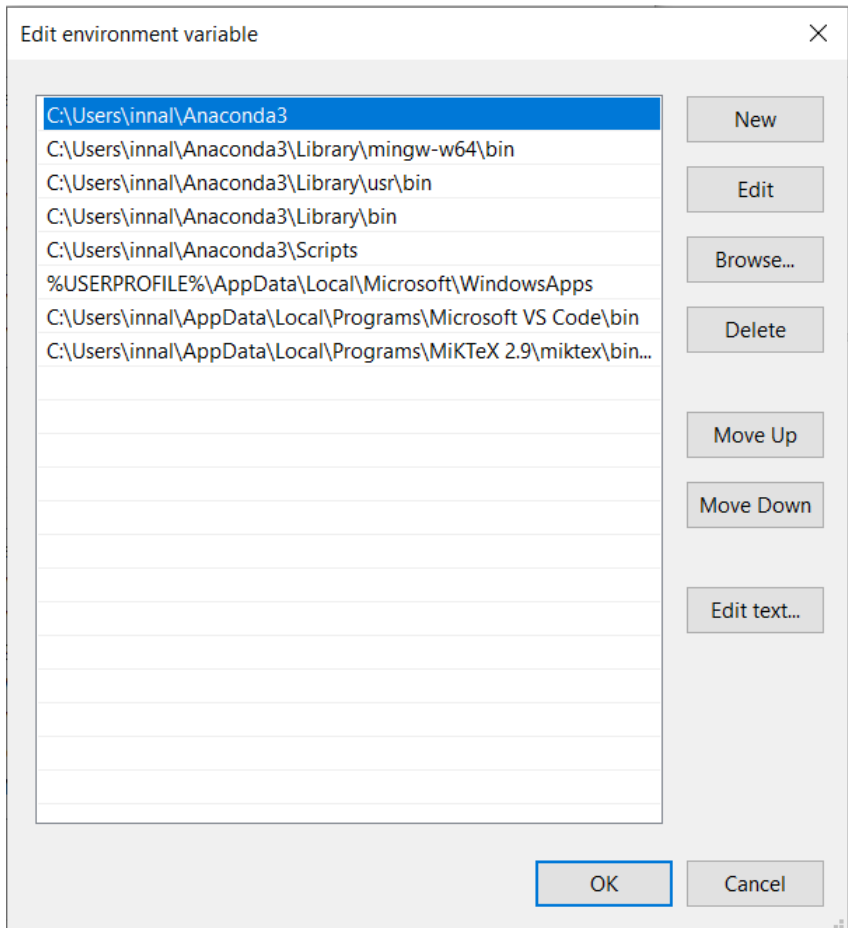 Edit environment variable
C:\Users\innal\Anaconda3
C:\Users\innal\Anaconda3\Library\mingw-w64\bin
C:\Users\innal\Anaconda3\Library\usr\bin
C:\Users\innal\Anaconda3\Library\bin
C:\Users\innal\Anaconda3\Scripts
%USERPROFILE%\AppData\Local\Microsoft\WindowsApps
C:\Users\innal\AppData\Local\Programs\Microsoft VS Code\bin
C:\Users\innal\AppData\Local\Programs\MiKTeX 2.9\miktex\bin...
New
Edit
Browse...
Delete
Move Up
Move Down
Edit text...
OK
Cancel